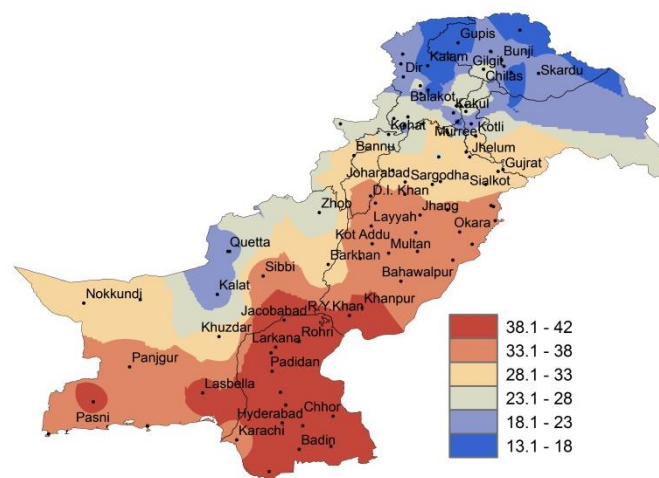 Gupis
Bunji
Dir
Kalam
Gilgit
Chilas
Skardu
Balakot
Kakul
Kohat
Murree
Kotli
Bannu
Jhelum
Gujrat
Joharabad
Sargodha
Sialkot
D.I. Khan
Zhob
Layyah
Jhang
Okara
Kot Addu
Quetta
Multan
Barkhan
Sibbi
Bahawalpur
Kalat
Nokkundi
Khanpur
R.Y.Khan
Jacobabad
Khuzdar
Rohri
Larkana
Panjgur
Padidan
Lasbella
Pasni
Chhor
Hyderabad
Karachi
Badin
38.1 - 42
33.1 - 38
28.1 - 33
23.1 - 28
18.1 - 23
13.1 - 18